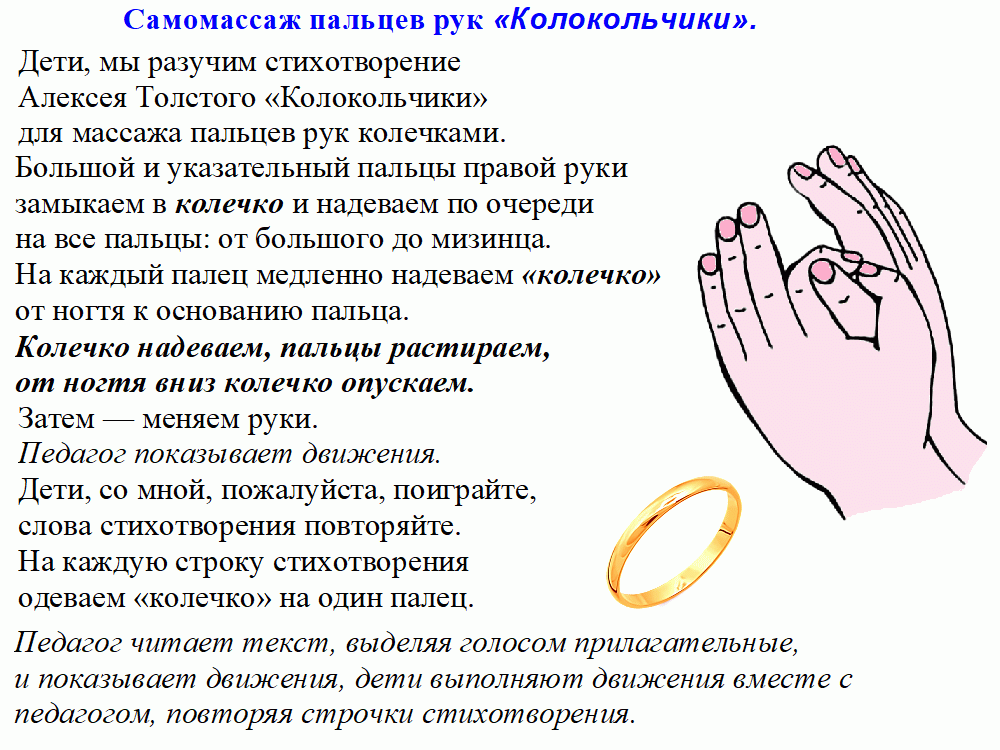 Самомассаж пальцев рук «Колокольчики».
Дети, мы разучим стихотворение
Алексея Толстого «Колокольчики»
для массажа пальцев рук колечками.
Большой и указательный пальцы правой руки
замыкаем в колечко и надеваем по очереди
на все пальцы: от большого до мизинца.
На каждый палец медленно надеваем «колечко»
от ногтя к основанию пальца.
Колечко надеваем, пальцы растираем,
от ногтя вниз колечко опускаем.
Затем — меняем руки.
Педагог показывает движения.
Дети, со мной, пожалуйста, поиграйте,
слова стихотворения повторяйте.
На каждую строку стихотворения
одеваем «колечко» на один палец.
Педагог читает текст, выделяя голосом прилагательные,
и показывает движения, дети выполняют движения вместе с
педагогом, повторяя строчки стихотворения.